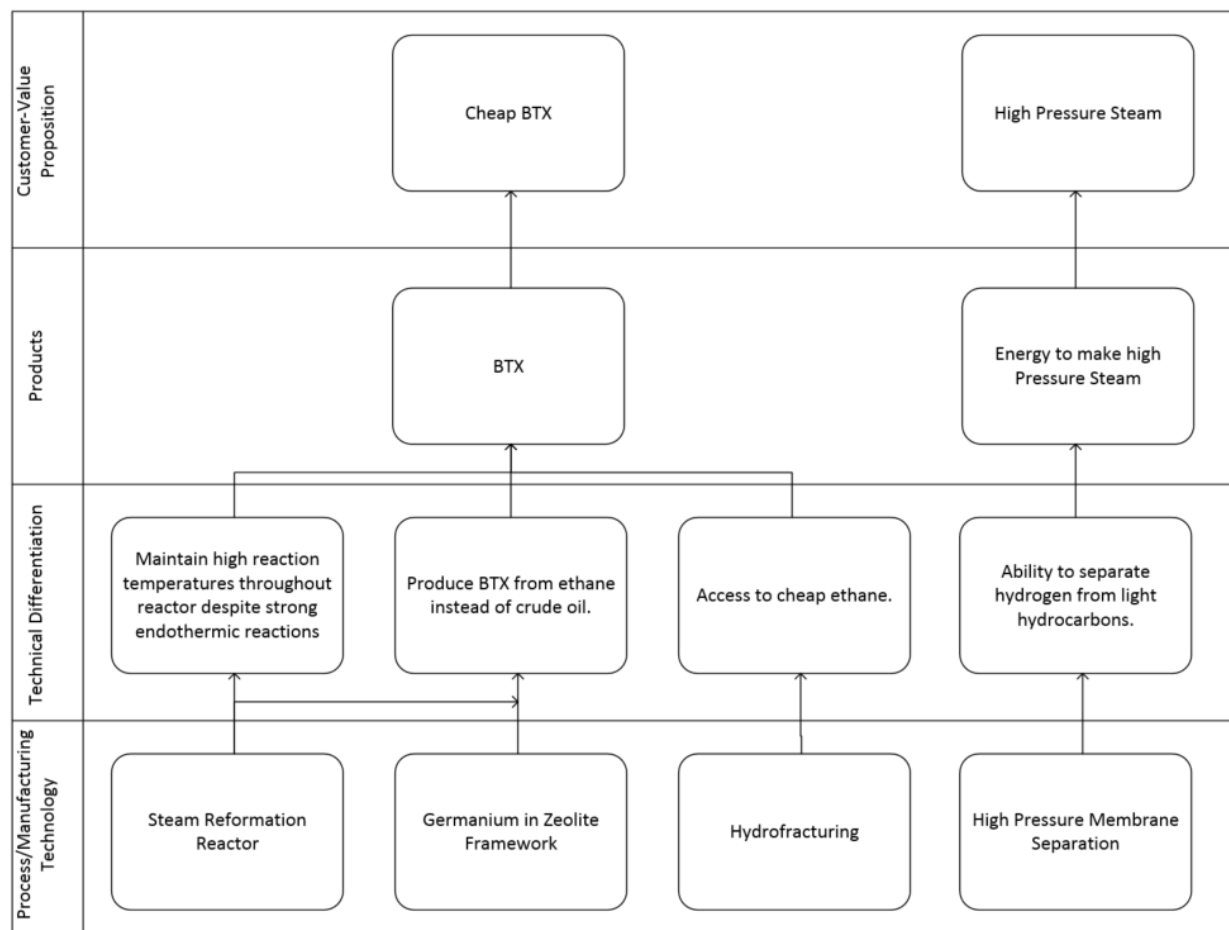 Customer-Value
Proposition
Cheap BTX
High Pressure Steam
Products
BTX
Energy to make high
Pressure Steam
Technical Differentiation
Maintain high reaction
temperatures throughout
reactor despite strong
endothermic reactions
Produce BTX from ethane
instead of crude oil.
Access to cheap ethane.
Ability to separate
hydrogen from light
hydrocarbons.
Process/Manufacturing
Technology
Steam Reformation
Reactor
Germanium in Zeolite
Framework
Hydrofracturing
High Pressure Membrane
Separation